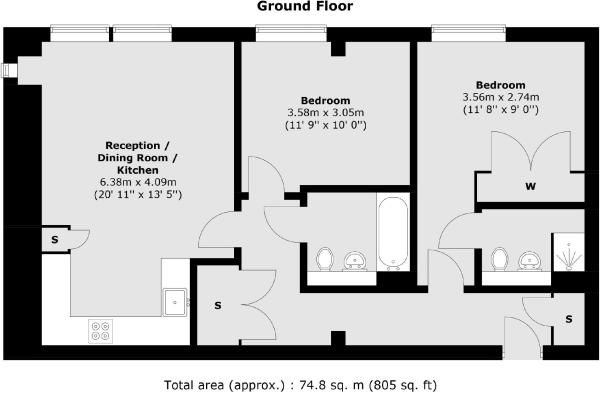 Ground Floor
Bedroom
3.58m x 3.05m
(11' 9" x 10' 0")
Bedroom
3.56m x 2.74m
(11' 8" x 9' 0")
Reception /
Dining Room /
Kitchen
6.38m x 4.09m
(20' 11" x 13' 5")
W
S
S
S
Total area (approx.) : 74.8 sq. m (805 sq. ft)